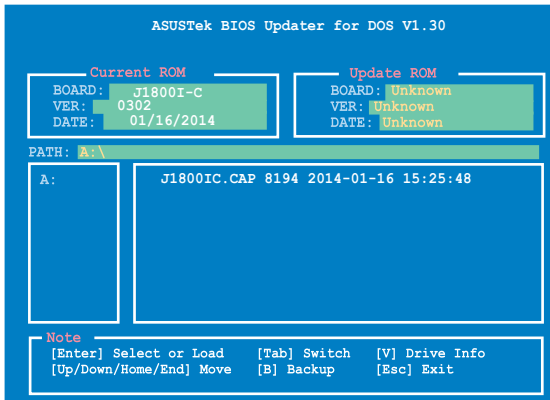 ASUSTek BIOS Updater for DOS V1.30
Current ROM
BOARD: J1800I-C
VER: 0302
DATE: 01/16/2014
Update ROM
BOARD: Unknown
VER: Unknown
DATE: Unknown
PATH: A:\
A:
J1800IC.CAP 8194 2014-01-16 15:25:48
Note
[Enter] Select or Load [Tab] Switch [V] Drive Info
[Up/Down/Home/End] Move [B] Backup [Esc] Exit